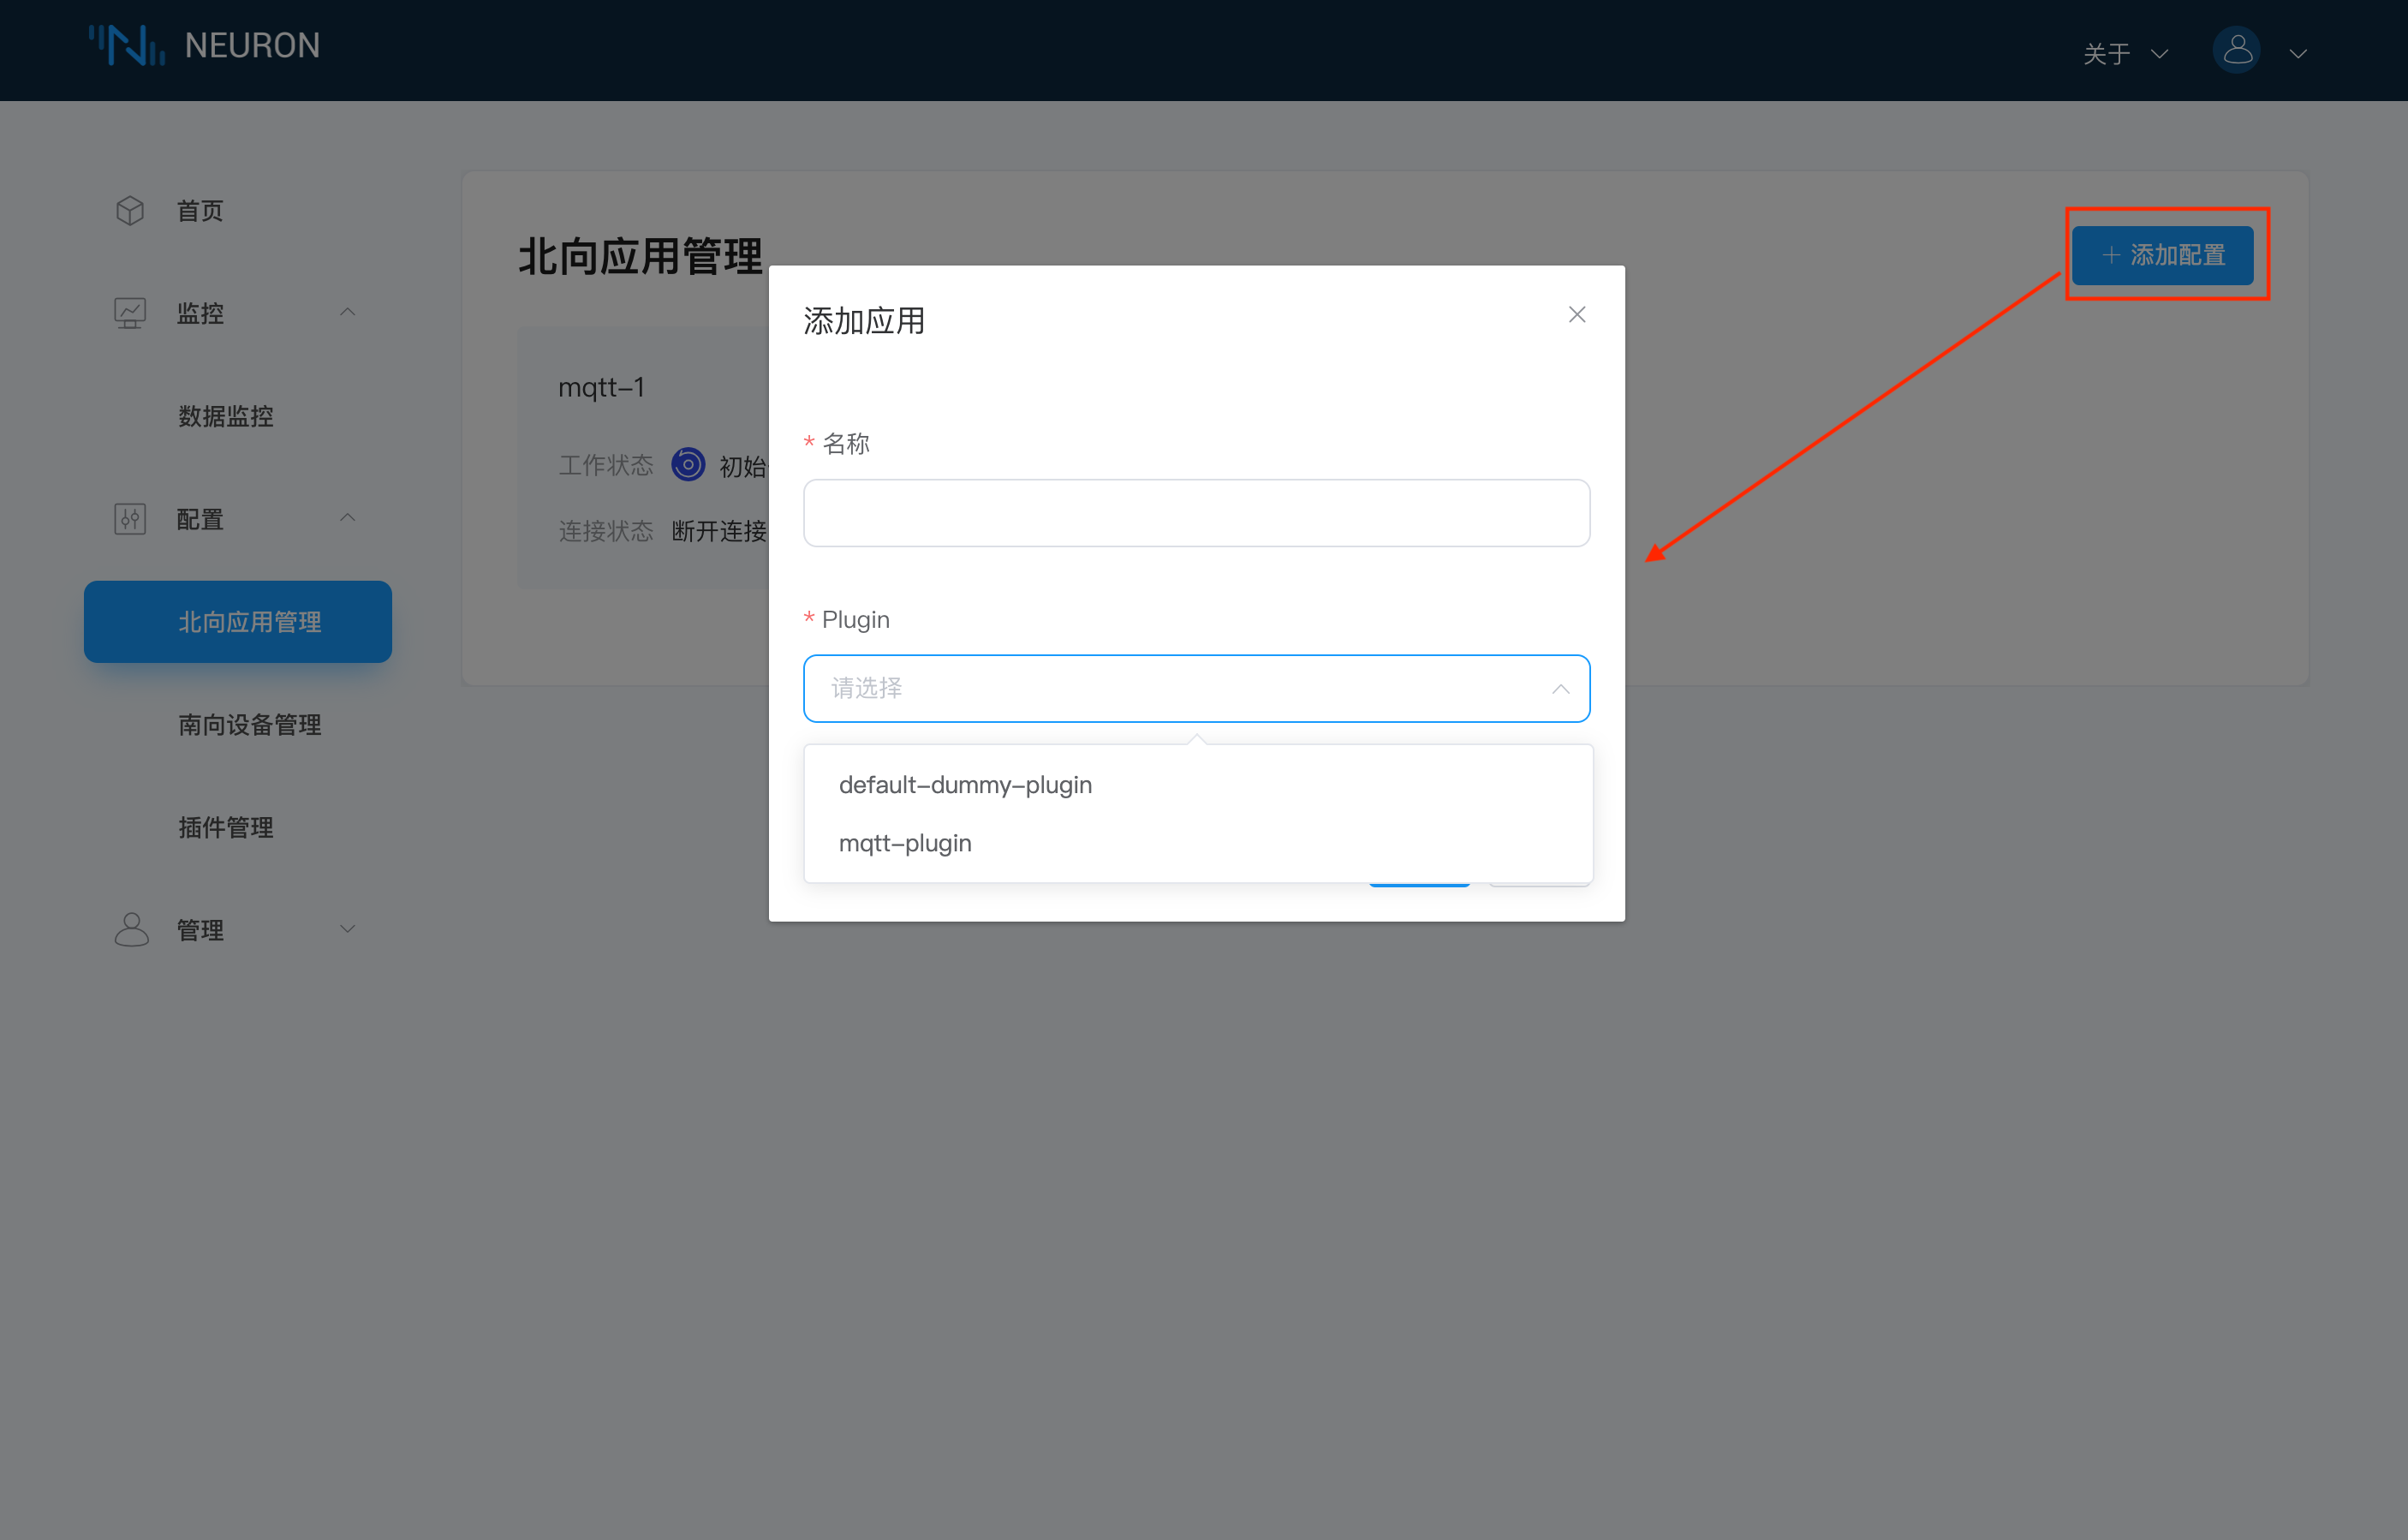 NEURON
关于
首页
监控
数据监控
配置
北向应用管理
南向设备管理
插件管理
管理
北向应用管理
+ 添加配置
mqtt-1
工作状态 初始
连接状态 断开连接
添加应用
* 名称
* Plugin
请选择
default-dummy-plugin
mqtt-plugin